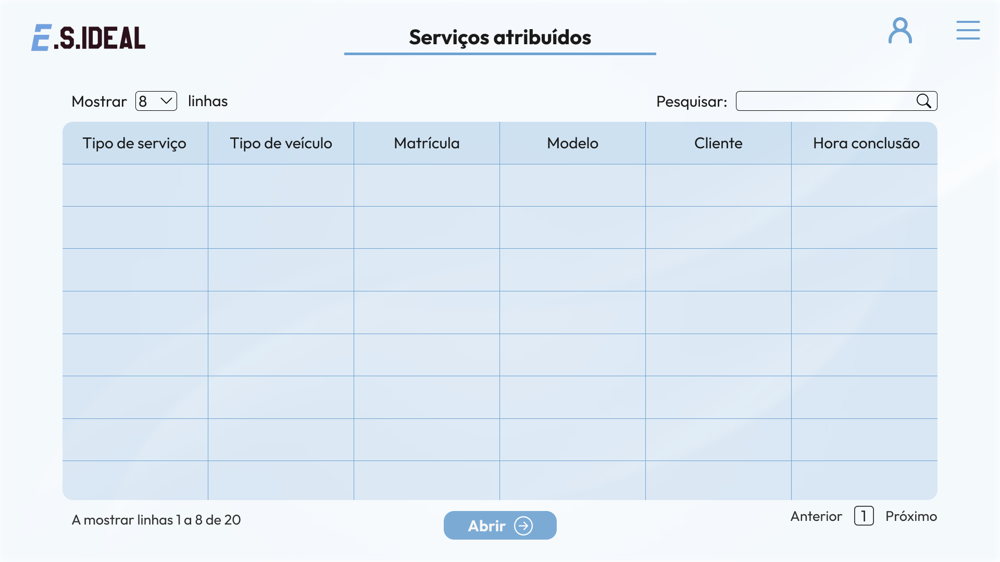 E.S.IDEAL
Serviços atribuídos
Mostrar 8 linhas
Pesquisar:
Tipo de serviço Tipo de veículo Matrícula Modelo Cliente Hora conclusão
A mostrar linhas 1 a 8 de 20
Abrir
Anterior 1 Próximo